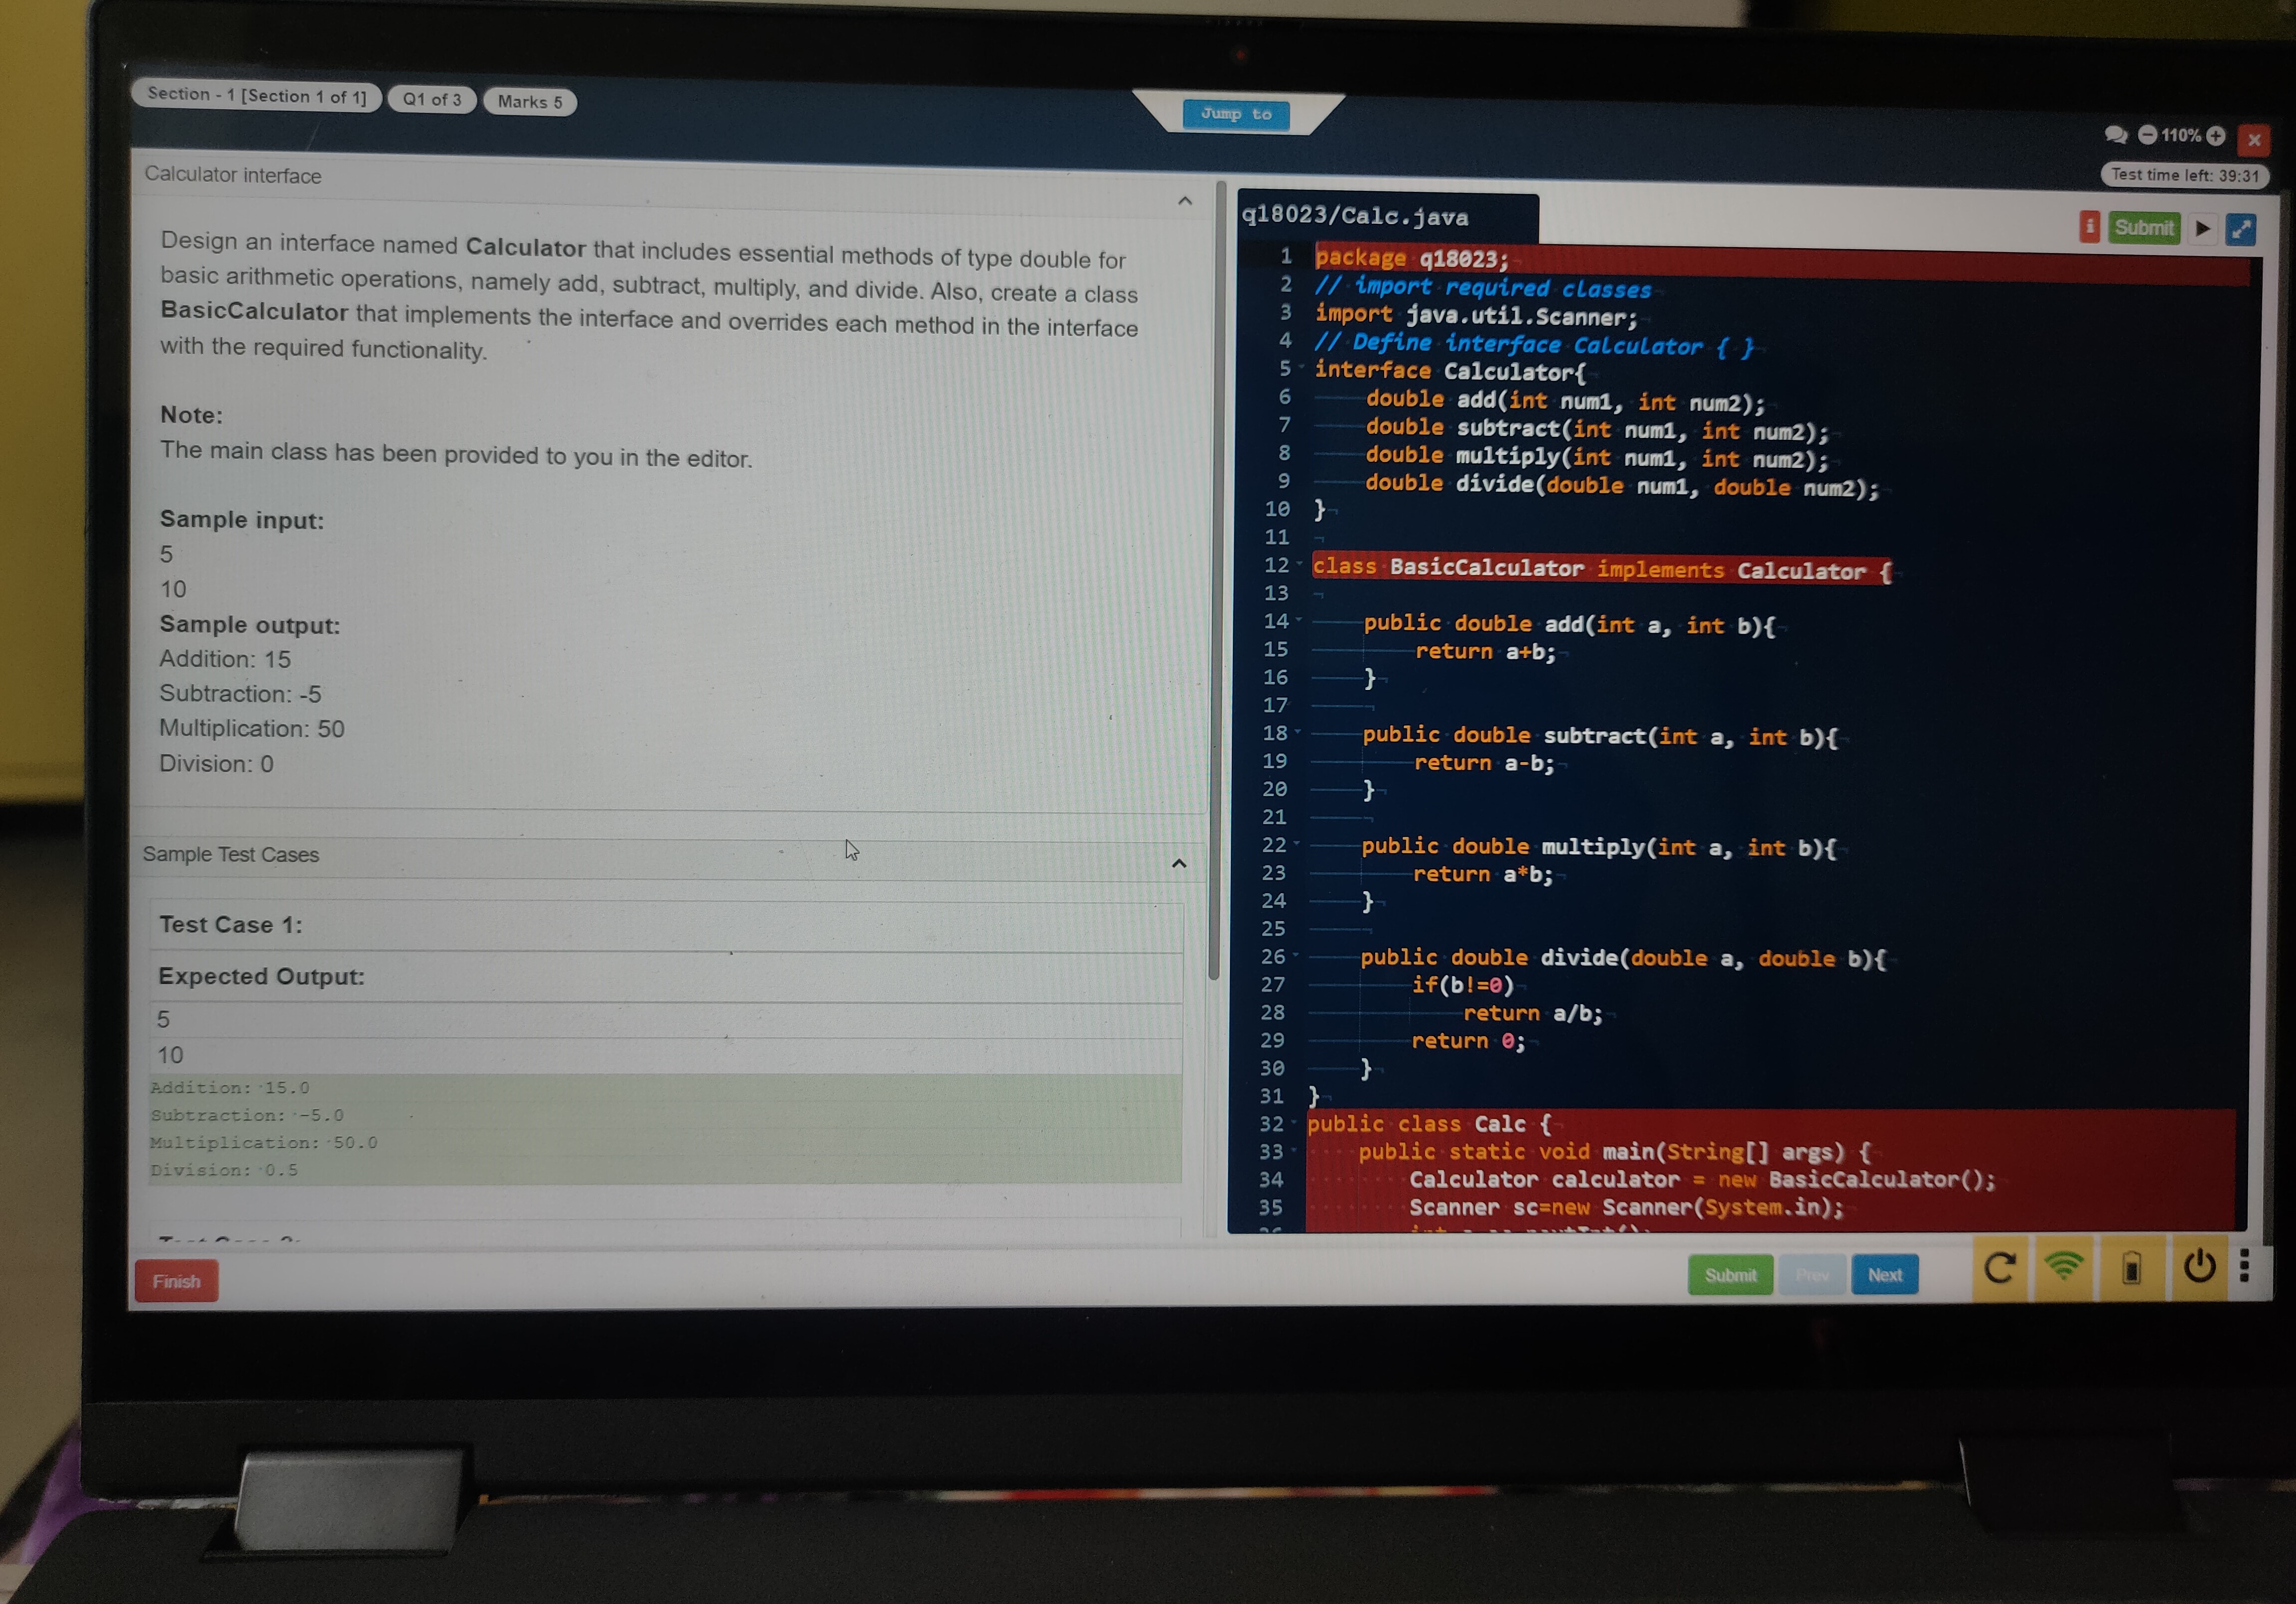 Section - 1 [Section 1 of 1] Q1 of 3 Marks 5
Jump to
110%
Test time left: 39:31
Calculator interface
Design an interface named Calculator that includes essential methods of type double for
basic arithmetic operations, namely add, subtract, multiply, and divide. Also, create a class
BasicCalculator that implements the interface and overrides each method in the interface
with the required functionality.
Note:
The main class has been provided to you in the editor.
Sample input:
5
10
Sample output:
Addition: 15
Subtraction: -5
Multiplication: 50
Division: 0
Sample Test Cases
Test Case 1:
Expected Output:
5
10
Addition: 15.0
Subtraction: -5.0
Multiplication: 50.0
Division: 0.5
Finish
q18023/Calc.java
Submit
1 package q18023;
2 // import required classes
3 import java.util.Scanner;
4 // Define interface Calculator { }
5 interface Calculator{
6 double add(int num1, int num2);
7 double subtract(int num1, int num2);
8 double multiply(int num1, int num2);
9 double divide(double num1, double num2);
10 }
11
12 class BasicCalculator implements Calculator {
13
14 public double add(int a, int b){
15 return a+b;
16 }
17
18 public double subtract(int a, int b){
19 return a-b;
20 }
21
22 public double multiply(int a, int b){
23 return a*b;
24 }
25
26 public double divide(double a, double b){
27 if(b!=0)
28 return a/b;
29 return 0;
30 }
31 }
32 public class Calc {
33 public static void main(String[] args) {
34 Calculator calculator = new BasicCalculator();
35 Scanner sc=new Scanner(System.in);
Submit Prev Next